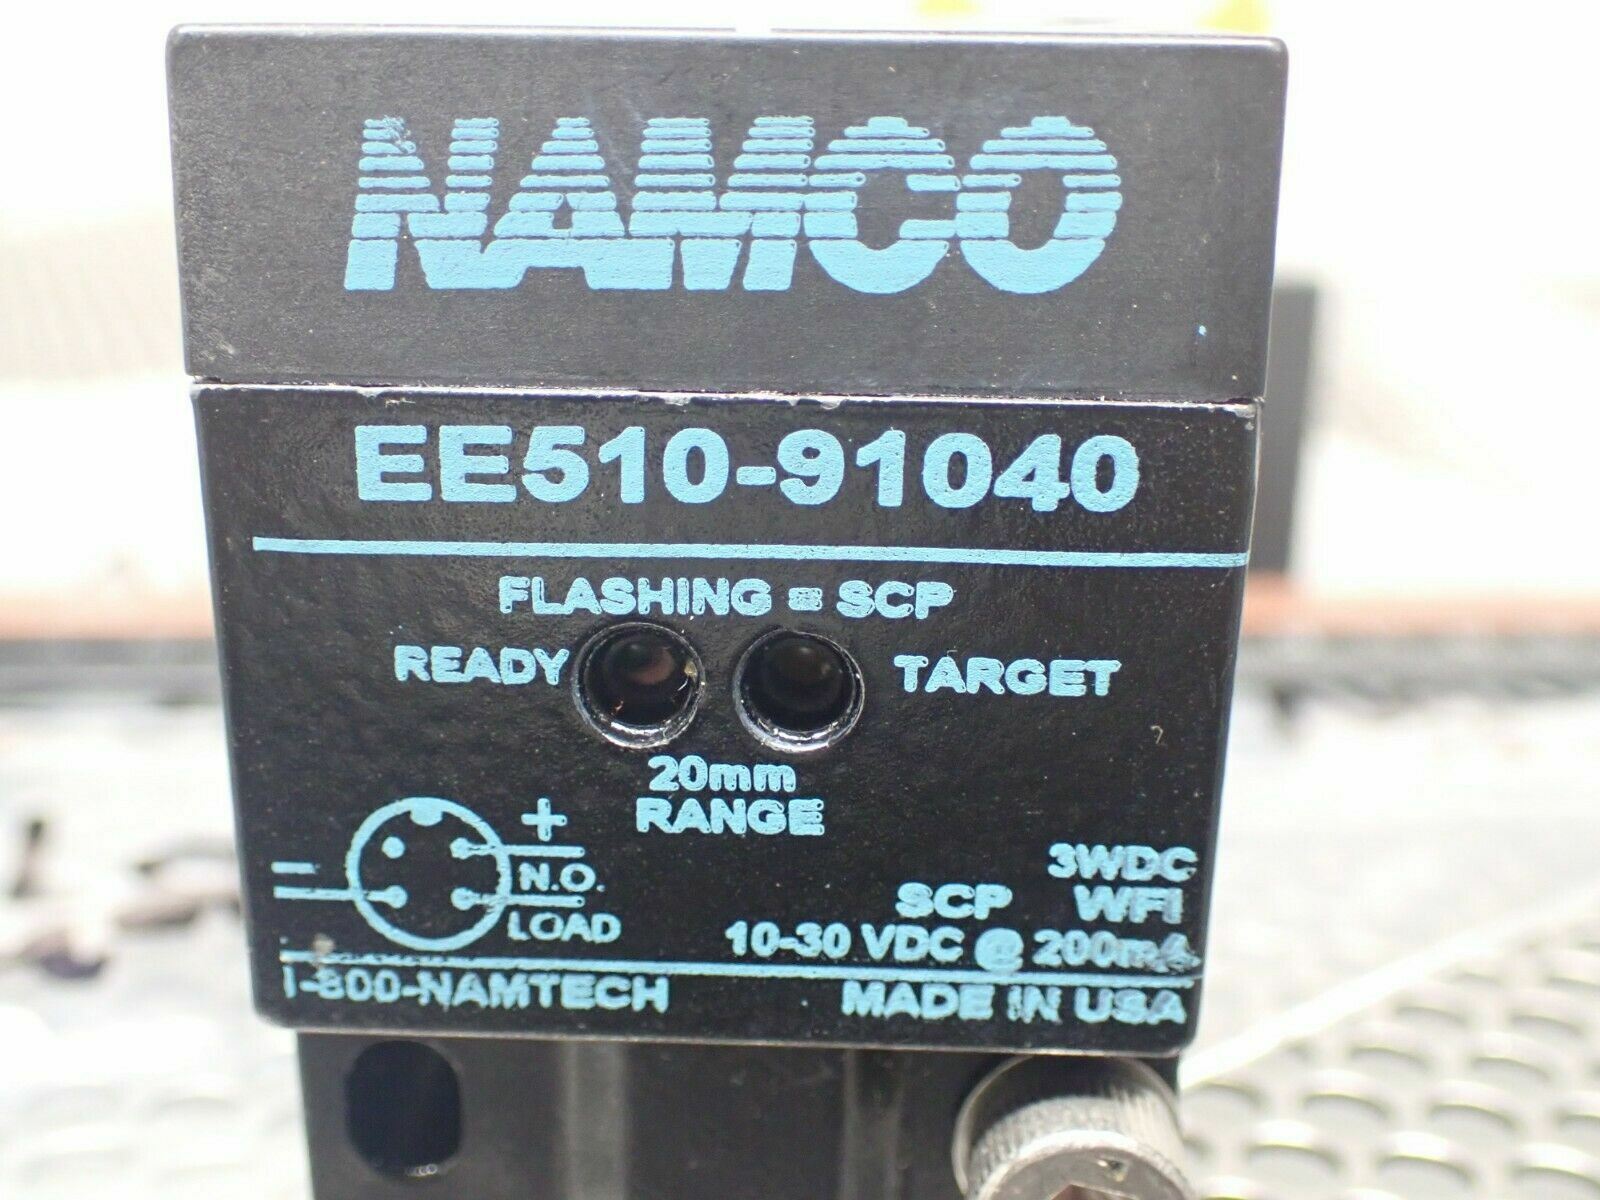 NAMCO
EE510-91040
FLASHING = SCP
READY TARGET
20mm
RANGE
+
-
N.O.
LOAD
3WDC
SCP WFI
10-30 VDC @ 200mA
1-800-NAMTECH MADE IN USA